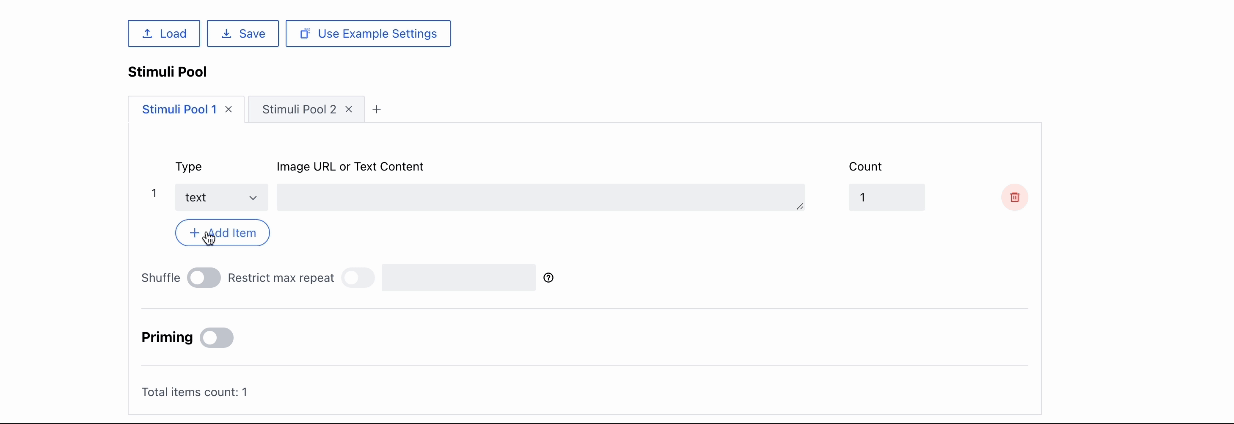 Load Save Use Example Settings
Stimuli Pool
Stimuli Pool 1 Stimuli Pool 2
Type Image URL or Text Content Count
1 text 1
Add Item
Shuffle Restrict max repeat
Priming
Total items count: 1